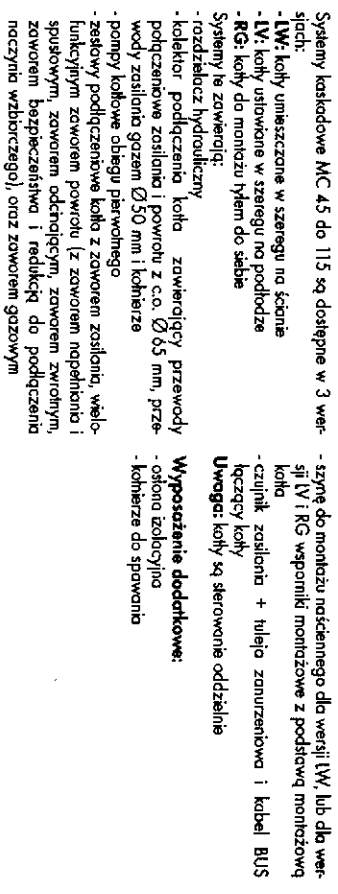 Systemy kaskadowe MC 45 do 115 są dostępne w 3 wer-
sjach:
- LW: kotły umieszczane w szeregu na ścianie
- LV: kotły ustawione w szeregu na podłodze
- RG: kotły do montażu tyłem do siebie
Systemy te zawierają:
- rozdzielacz hydrauliczny
- kolektor podłączenia kotła zawierający przewody
połączeniowe zasilania i powrotu z c.o. Ø 65 mm, prze-
wody zasilania gazem Ø 50 mm i kołnierze
- pompy kotłowe obiegu pierwotnego
- zestawy podłączeniowe kotła z zaworem zasilania, wielo-
funkcyjnym zaworem powrotu (z zaworem napełniania i
spustowym, zaworem odcinającym, zaworem zwrotnym,
zaworem bezpieczeństwa i redukcją do podłączenia
naczynia wzbiorczego), oraz zaworem gazowym
- szynę do montażu naściennego dla wersji LW, lub dla wer-
sji LV i RG wsporniki montażowe z podstawą montażową
kotła
- czujnik zasilania + tuleja zanurzeniowa i kabel BUS
łączący kotły
Uwaga: kotły są sterowanie oddzielnie
Wyposażenie dodatkowe:
- osłona izolacyjna
- kołnierze do spawania